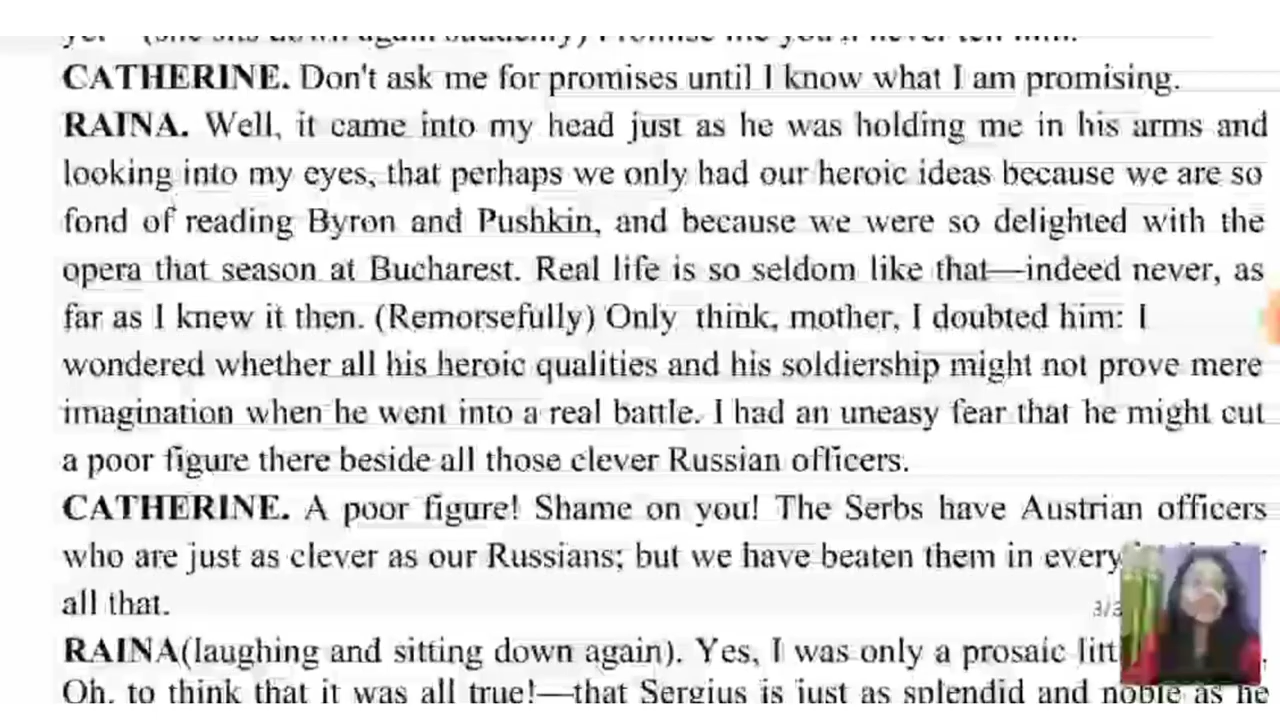 CATHERINE. Don't ask me for promises until I know what I am promising.
RAINA. Well, it came into my head just as he was holding me in his arms and
looking into my eyes, that perhaps we only had our heroic ideas because we are so
fond of reading Byron and Pushkin, and because we were so delighted with the
opera that season at Bucharest. Real life is so seldom like that—indeed never, as
far as I knew it then. (Remorsefully) Only think, mother, I doubted him: I
wondered whether all his heroic qualities and his soldiership might not prove mere
imagination when he went into a real battle. I had an uneasy fear that he might cut
a poor figure there beside all those clever Russian officers.
CATHERINE. A poor figure! Shame on you! The Serbs have Austrian officers
who are just as clever as our Russians; but we have beaten them in every
all that.
3/3
RAINA(laughing and sitting down again). Yes, I was only a prosaic
Oh, to think that it was all true!—that Sergius is just as splendid and noble as he